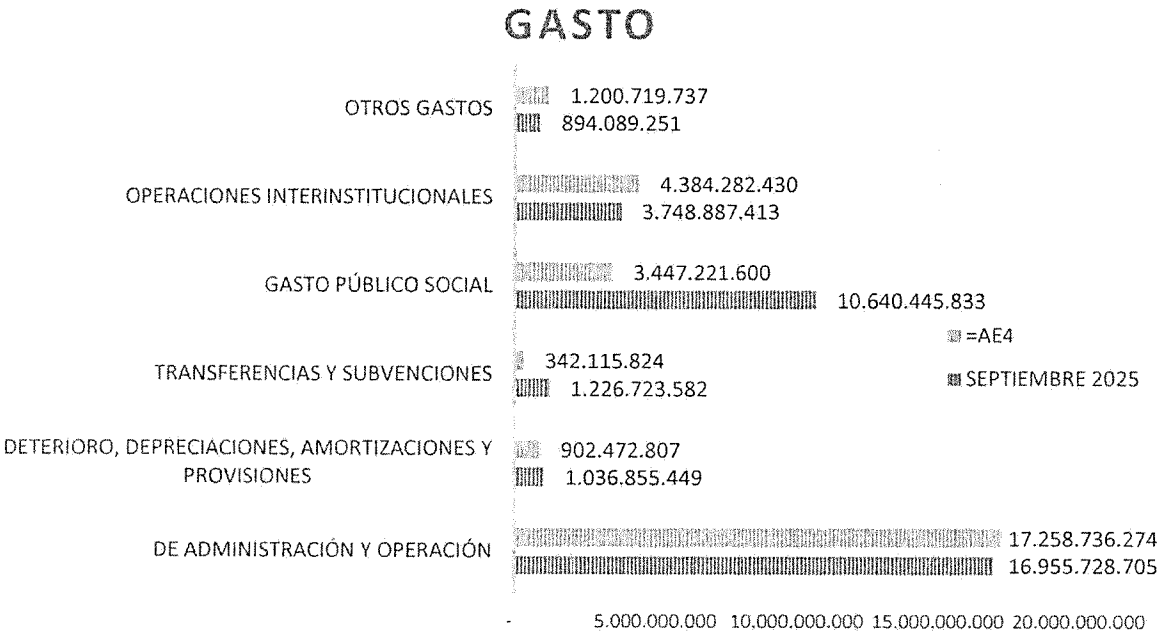 GASTO
OTROS GASTOS
1.200.719.737
894.089.251
OPERACIONES INTERINSTITUCIONALES
4.384.282.430
3.748.887.413
GASTO PÚBLICO SOCIAL
3.447.221.600
10.640.445.833
=AE4
TRANSFERENCIAS Y SUBVENCIONES
342.115.824
1.226.723.582
SEPTIEMBRE 2025
DETERIORO, DEPRECIACIONES, AMORTIZACIONES Y
PROVISIONES
902.472.807
1.036.855.449
DE ADMINISTRACIÓN Y OPERACIÓN
17.258.736.274
16.955.728.705
- 5.000.000.000 10.000.000.000 15.000.000.000 20.000.000.000